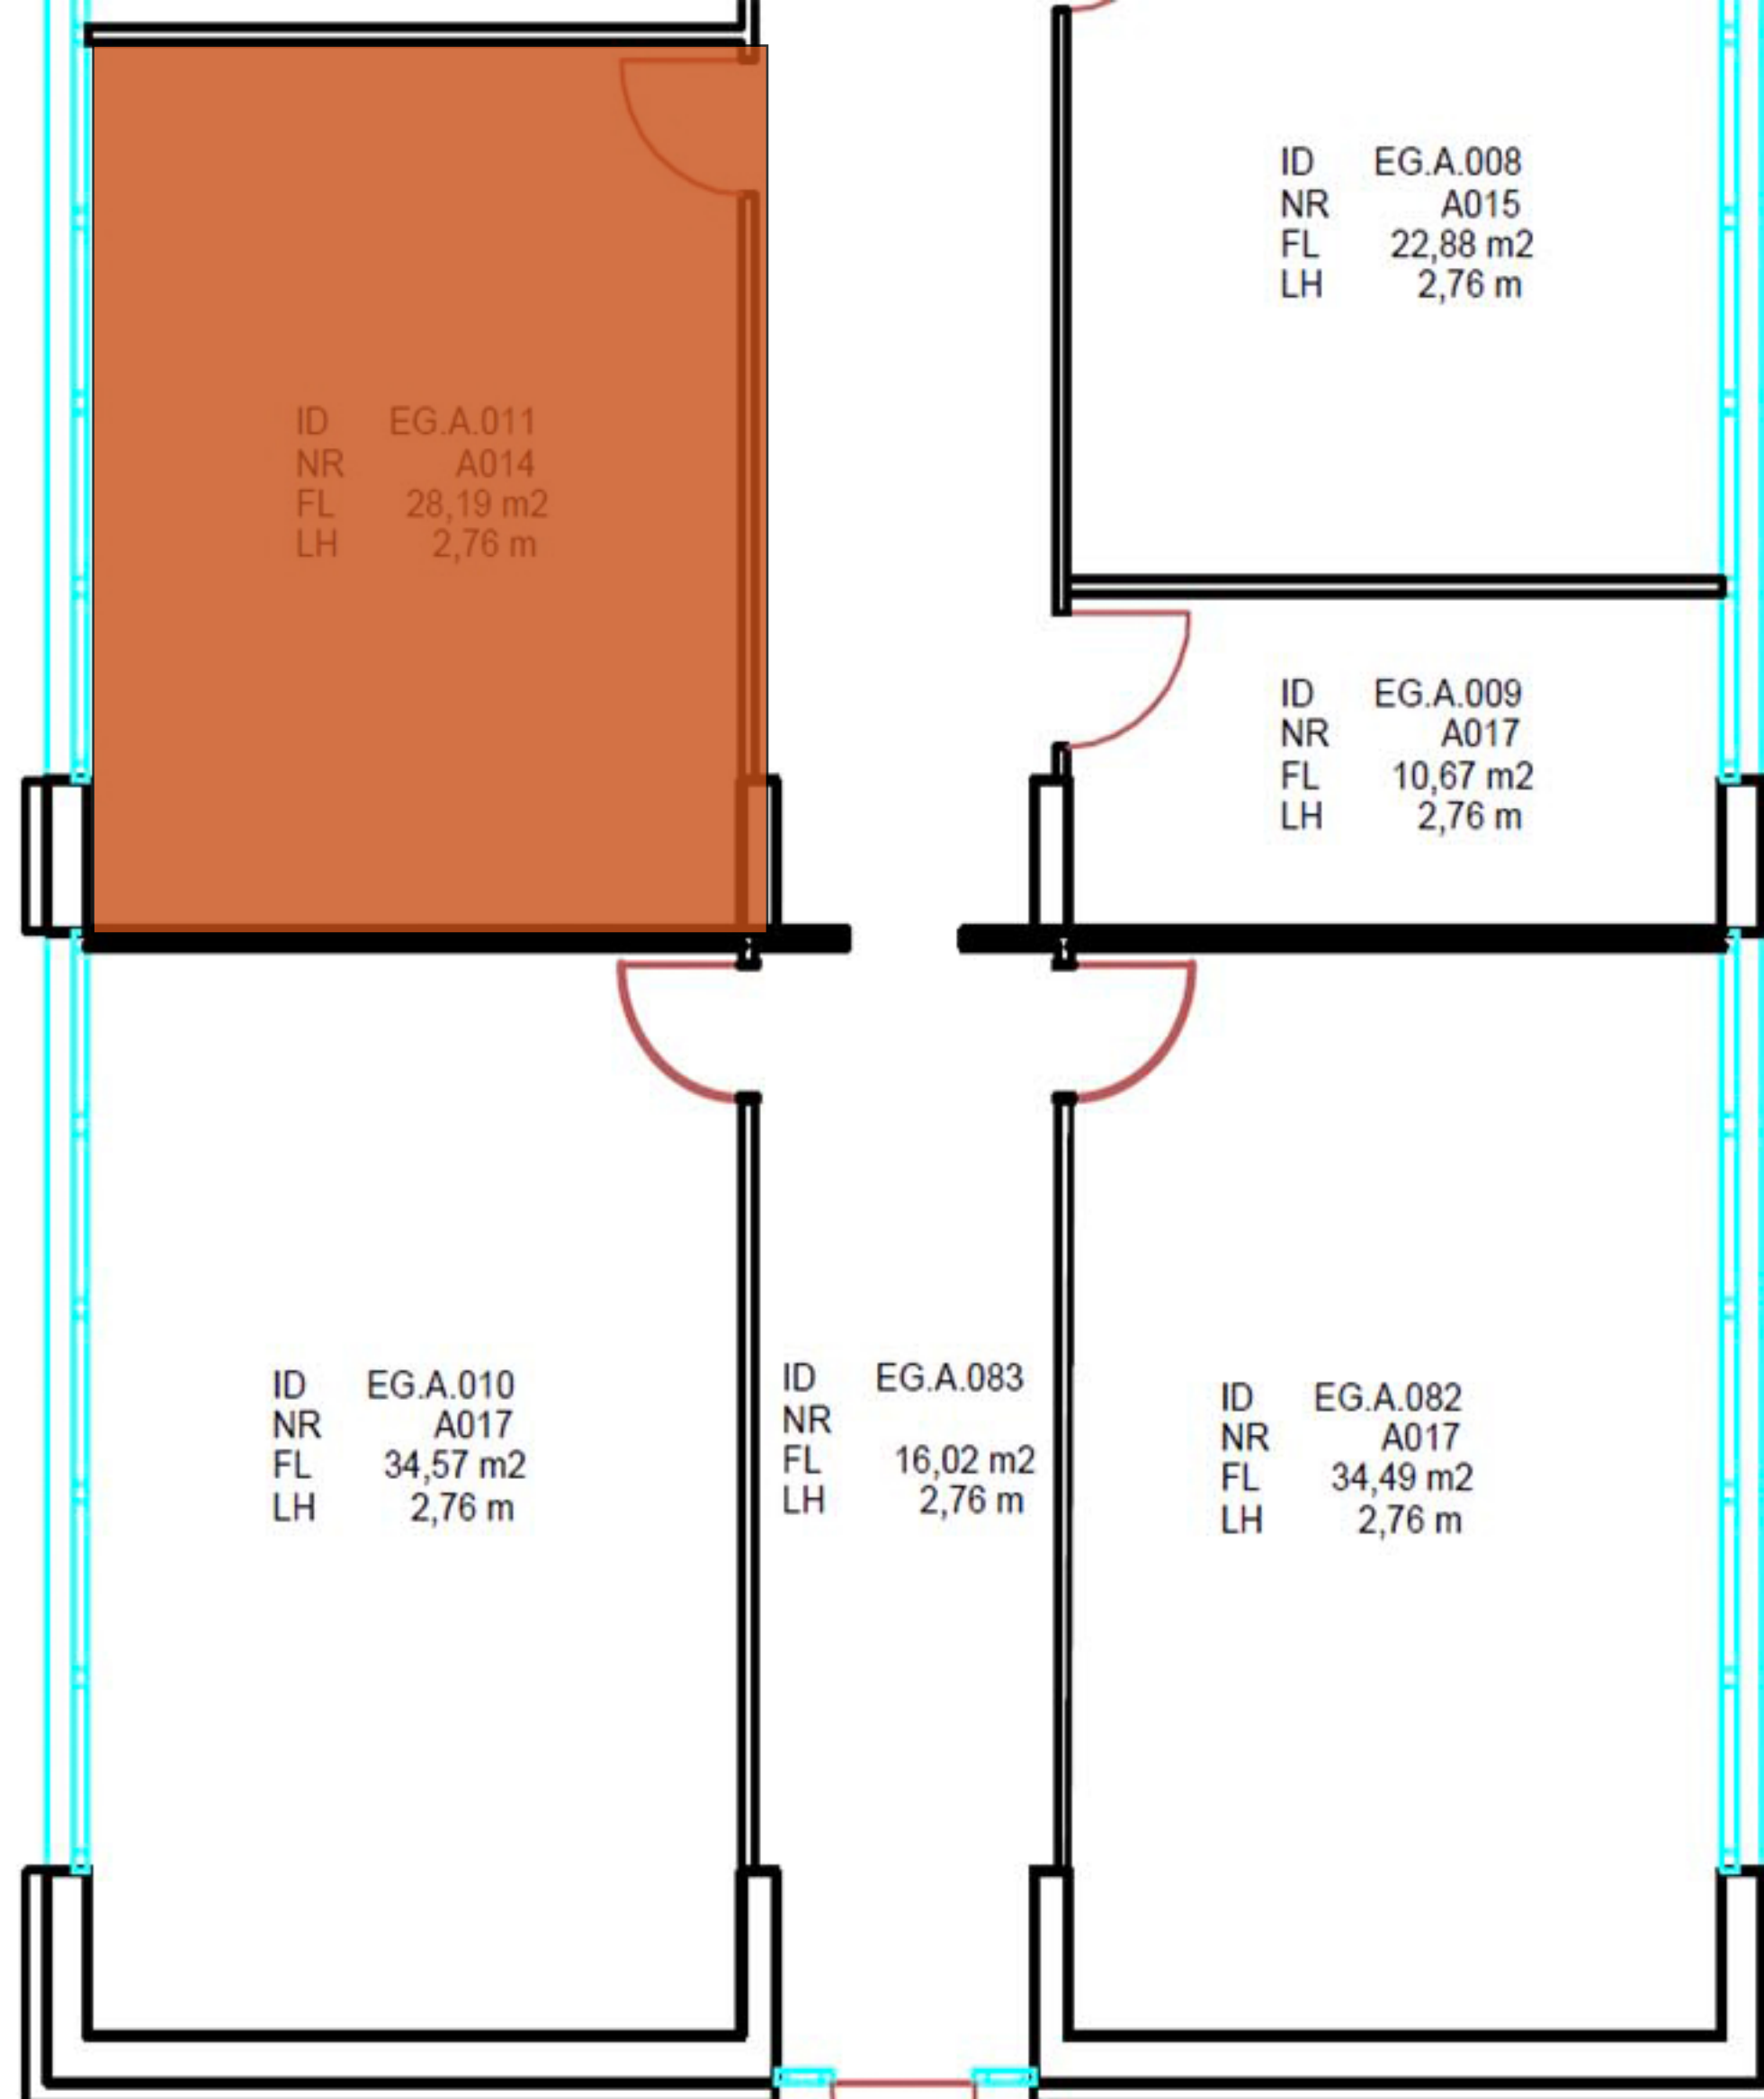 ID EG.A.008
NR A015
FL 22,88 m2
LH 2,76 m
ID EG.A.011
NR A014
FL 28,19 m2
LH 2,76 m
ID EG.A.009
NR A017
FL 10,67 m2
LH 2,76 m
ID EG.A.010
NR A017
FL 34,57 m2
LH 2,76 m
ID EG.A.083
NR
FL 16,02 m2
LH 2,76 m
ID EG.A.082
NR A017
FL 34,49 m2
LH 2,76 m